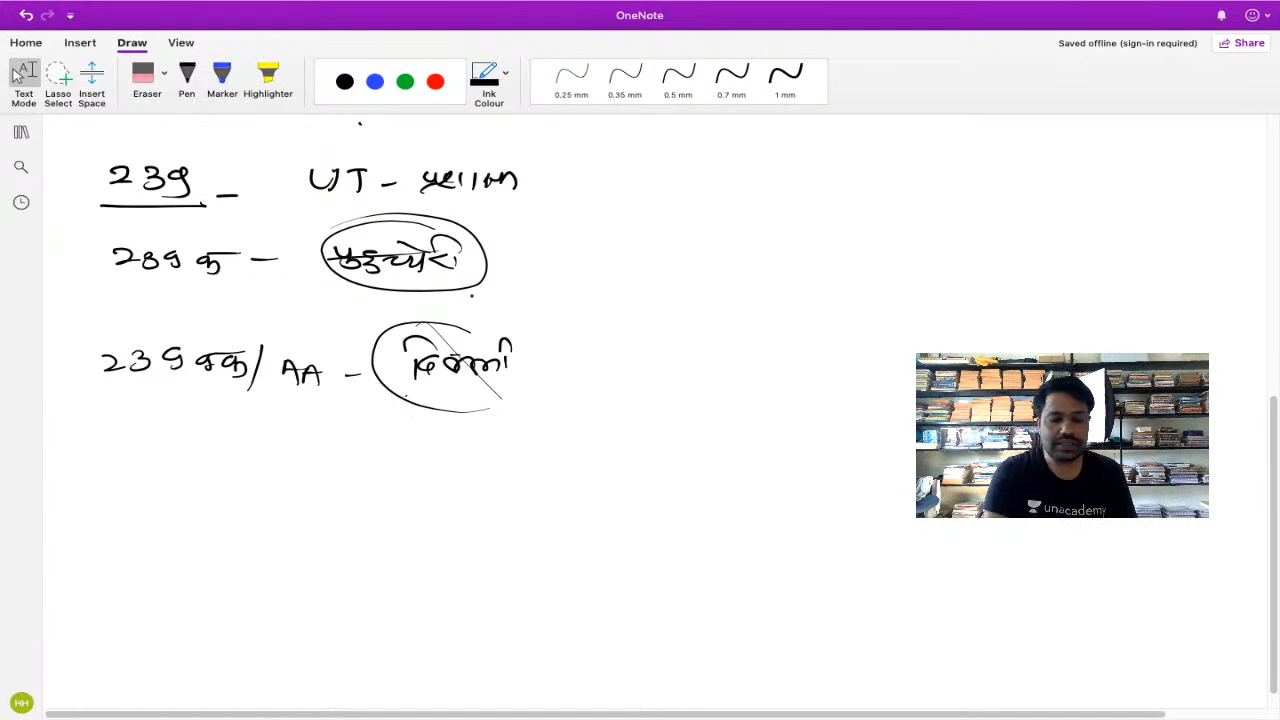 OneNote
Home Insert Draw View
Saved offline (sign-in required) Share
Text Mode
Lasso Select
Insert Space
Eraser
Pen
Marker
Highlighter
Ink Colour
0.25 mm 0.35 mm 0.5 mm 0.7 mm 1 mm
239 - UT -
239 क -
239 कक/ AA - दिल्ली
unacademy
HH